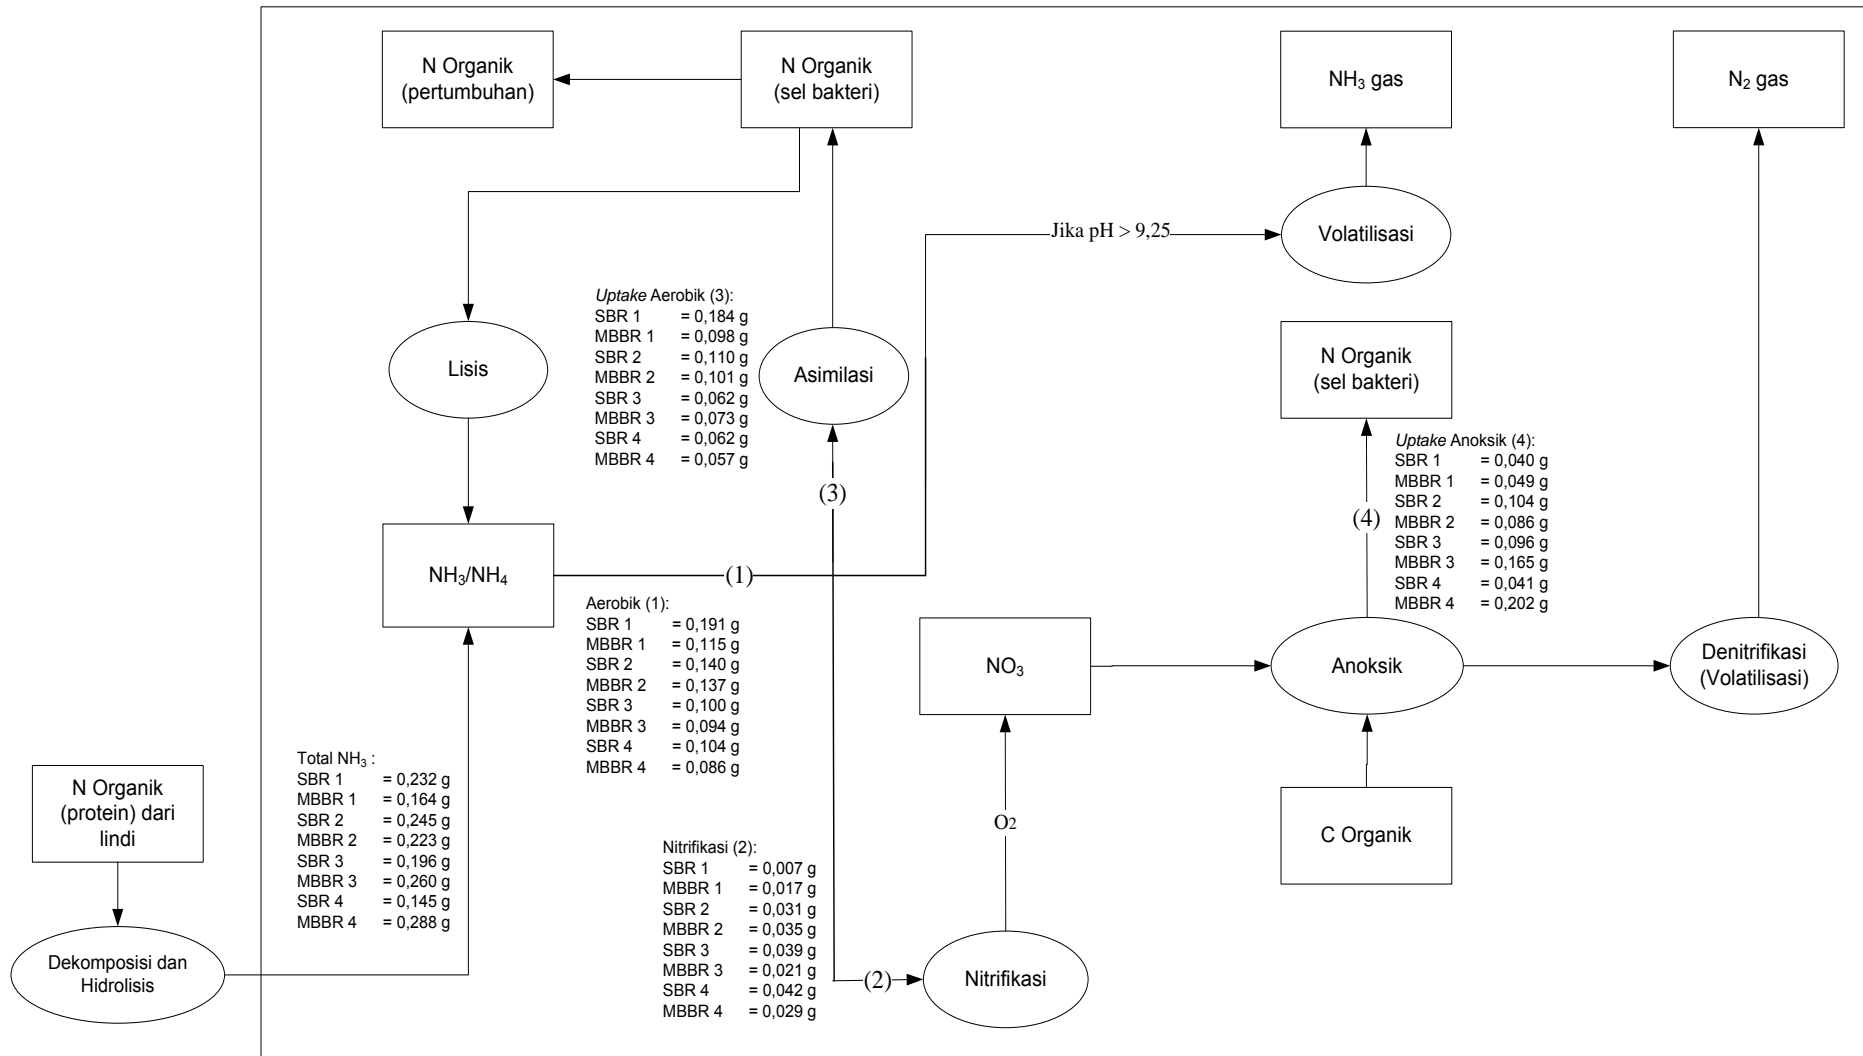 N Organik
(pertumbuhan)
N Organik
(sel bakteri)
NH₃ gas
N₂ gas
Jika pH > 9,25
Volatilisasi
Uptake Aerobik (3):
SBR 1 = 0,184 g
MBBR 1 = 0,098 g
SBR 2 = 0,110 g
MBBR 2 = 0,101 g
SBR 3 = 0,062 g
MBBR 3 = 0,073 g
SBR 4 = 0,062 g
MBBR 4 = 0,057 g
Lisis
Asimilasi
N Organik
(sel bakteri)
Uptake Anoksik (4):
SBR 1 = 0,040 g
MBBR 1 = 0,049 g
SBR 2 = 0,104 g
MBBR 2 = 0,086 g
SBR 3 = 0,096 g
MBBR 3 = 0,165 g
SBR 4 = 0,041 g
MBBR 4 = 0,202 g
(3)
(4)
NH₃/NH₄
(1)
Aerobik (1):
SBR 1 = 0,191 g
MBBR 1 = 0,115 g
SBR 2 = 0,140 g
MBBR 2 = 0,137 g
SBR 3 = 0,100 g
MBBR 3 = 0,094 g
SBR 4 = 0,104 g
MBBR 4 = 0,086 g
NO₃
Anoksik
Denitrifikasi
(Volatilisasi)
Total NH₃ :
SBR 1 = 0,232 g
MBBR 1 = 0,164 g
SBR 2 = 0,245 g
MBBR 2 = 0,223 g
SBR 3 = 0,196 g
MBBR 3 = 0,260 g
SBR 4 = 0,145 g
MBBR 4 = 0,288 g
N Organik
(protein) dari
lindi
O2
C Organik
Nitrifikasi (2):
SBR 1 = 0,007 g
MBBR 1 = 0,017 g
SBR 2 = 0,031 g
MBBR 2 = 0,035 g
SBR 3 = 0,039 g
MBBR 3 = 0,021 g
SBR 4 = 0,042 g
MBBR 4 = 0,029 g
Dekomposisi dan
Hidrolisis
(2)
Nitrifikasi